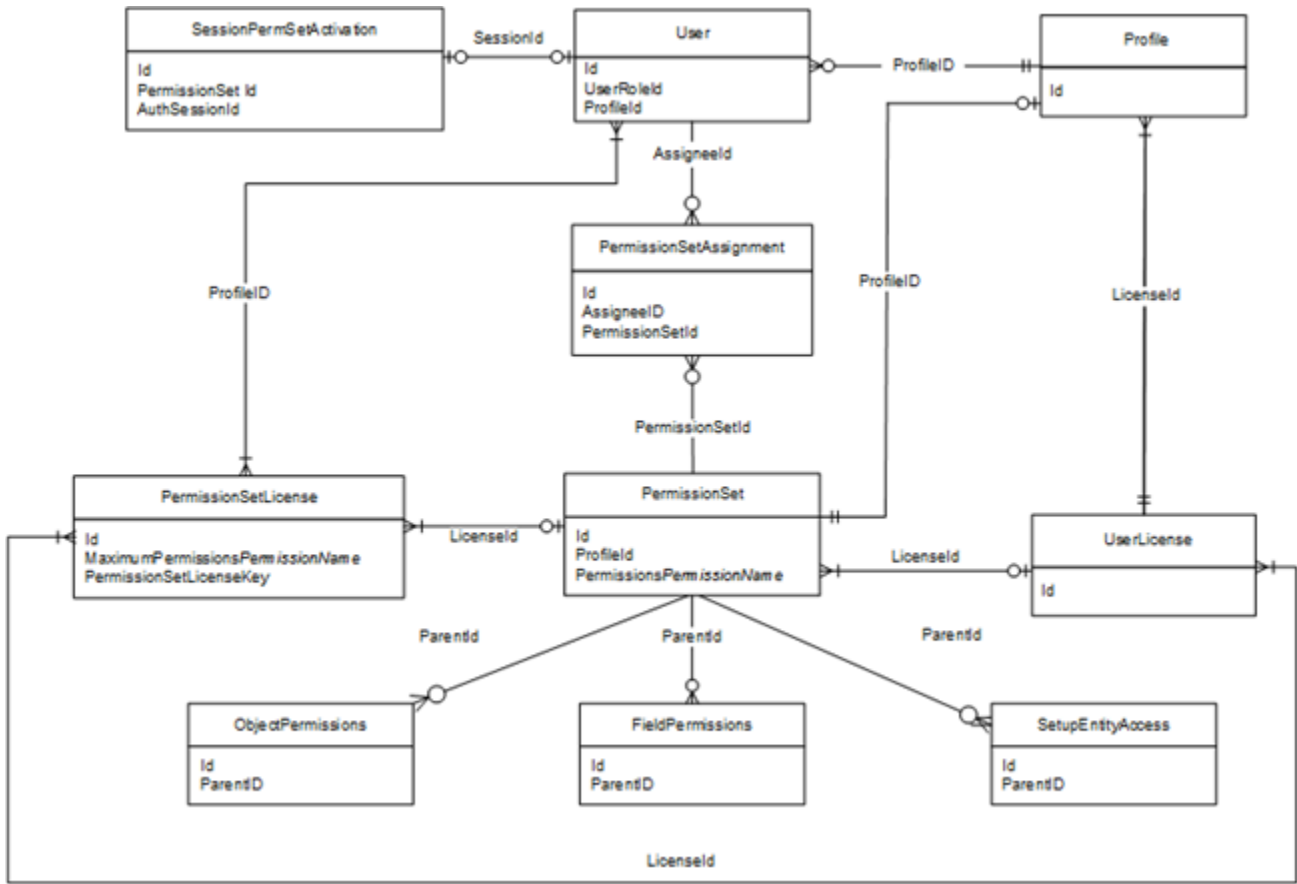 SessionPermSetActivation
Id
PermissionSet Id
AuthSessionId
SessionId
User
Id
UserRoleId
ProfileId
ProfileID
Profile
Id
AssigneeId
PermissionSetAssignment
Id
AssigneeID
PermissionSetId
ProfileID
ProfileID
LicenseId
PermissionSetId
PermissionSetLicense
Id
MaximumPermissionsPermissionName
PermissionSetLicenseKey
LicenseId
PermissionSet
Id
ProfileId
PermissionsPermissionName
LicenseId
UserLicense
Id
ParentId
ParentId
ParentId
ObjectPermissions
Id
ParentID
FieldPermissions
Id
ParentID
SetupEntityAccess
Id
ParentID
LicenseId